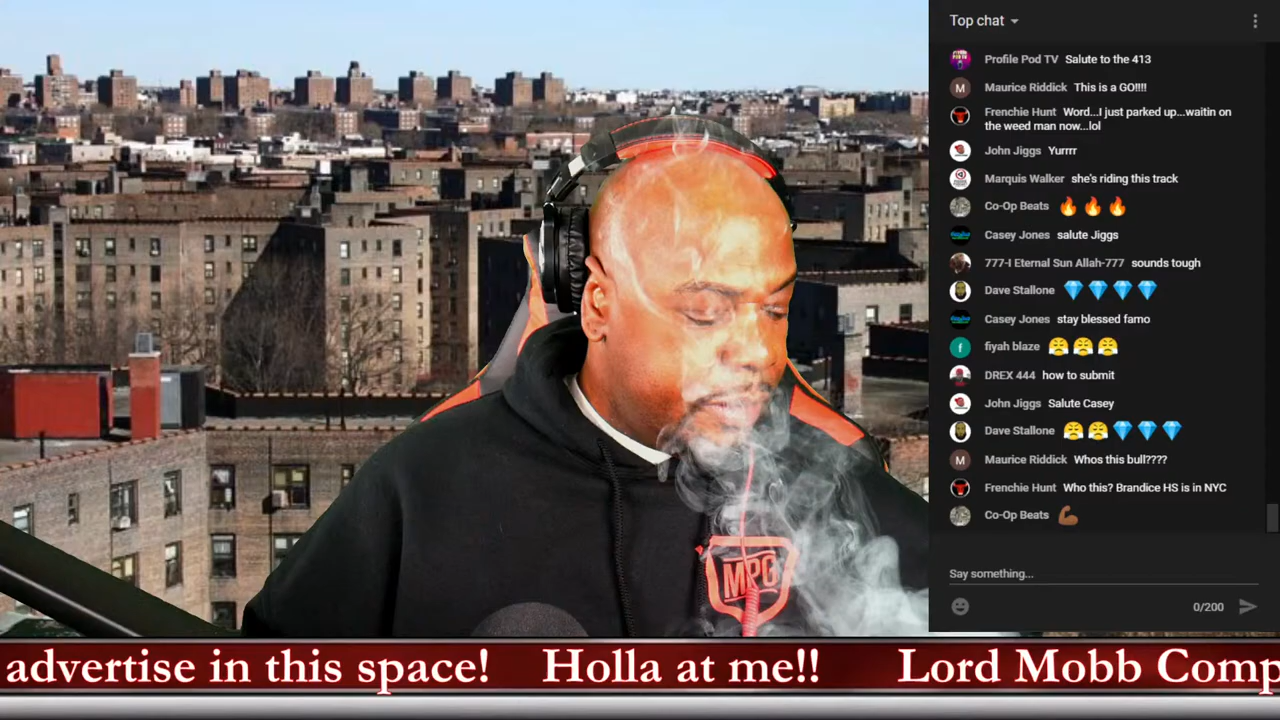 Top chat
Profile Pod TV Salute to the 413
Maurice Riddick This is a GO!!!!
Frenchie Hunt Word...I just parked up...waitin on
the weed man now...lol
John Jiggs Yurrrr
Marquis Walker she's riding this track
Co-Op Beats 🔥🔥🔥
Casey Jones salute Jiggs
777-I Eternal Sun Allah-777 sounds tough
Dave Stallone 💎💎💎💎
Casey Jones stay blessed famo
fiyah blaze 😤😤😤
DREX 444 how to submit
John Jiggs Salute Casey
Dave Stallone 😤😤💎💎💎
Maurice Riddick Whos this bull????
Frenchie Hunt Who this? Brandice HS is in NYC
Co-Op Beats 💪🏾
Say something...
0/200
MPG
advertise in this space! Holla at me!! Lord Mobb Comp